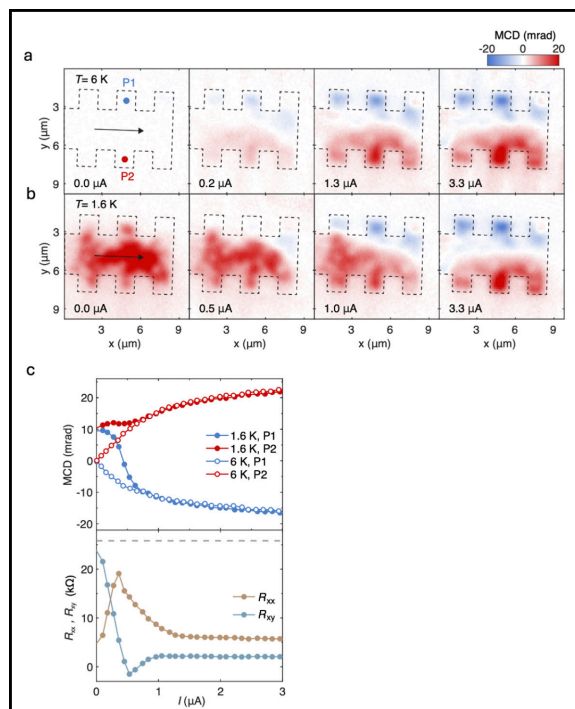 a
MCD (mrad)
-20 0 20
T= 6 K
P1
P2
y (µm)
3
6
9
0.0 µA
0.2 µA
1.3 µA
3.3 µA
b
T= 1.6 K
y (µm)
3
6
9
0.0 µA
0.5 µA
1.0 µA
3.3 µA
3 6 9 3 6 9 3 6 9 3 6 9
x (µm) x (µm) x (µm) x (µm)
c
MCD (mrad)
20
10
0
-10
-20
1.6 K, P1
1.6 K, P2
6 K, P1
6 K, P2
Rxx , Rxy (kΩ)
20
10
0
Rxx
Rxy
0 1 2 3
I (µA)